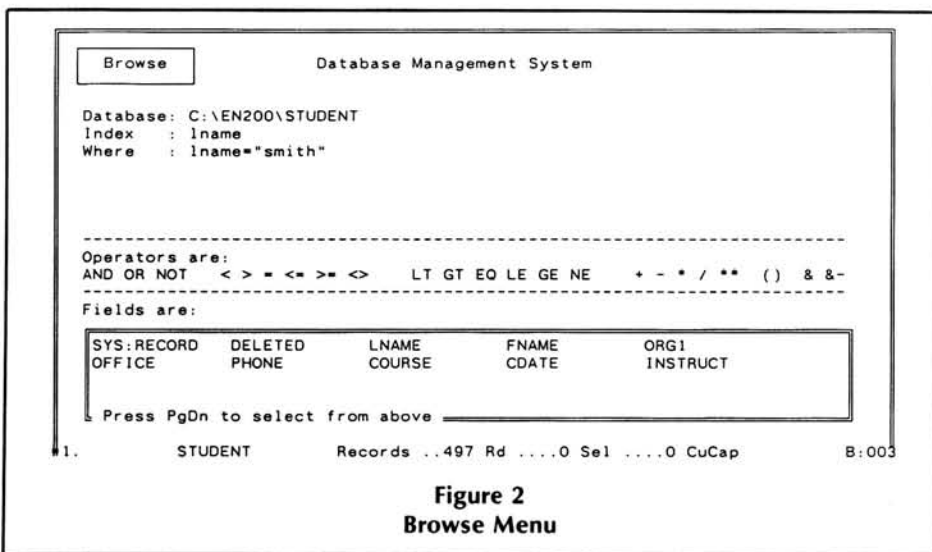 Browse Database Management System
Database: C:\EN200\STUDENT
Index : lname
Where : lname="smith"
Operators are:
AND OR NOT < > = <= >= <> LT GT EQ LE GE NE + - * / ** () & &-
Fields are:
SYS:RECORD DELETED LNAME FNAME ORG1
OFFICE PHONE COURSE CDATE INSTRUCT
Press PgDn to select from above
#1. STUDENT Records ..497 Rd ....0 Sel ....0 CuCap B:003
Figure 2
Browse Menu